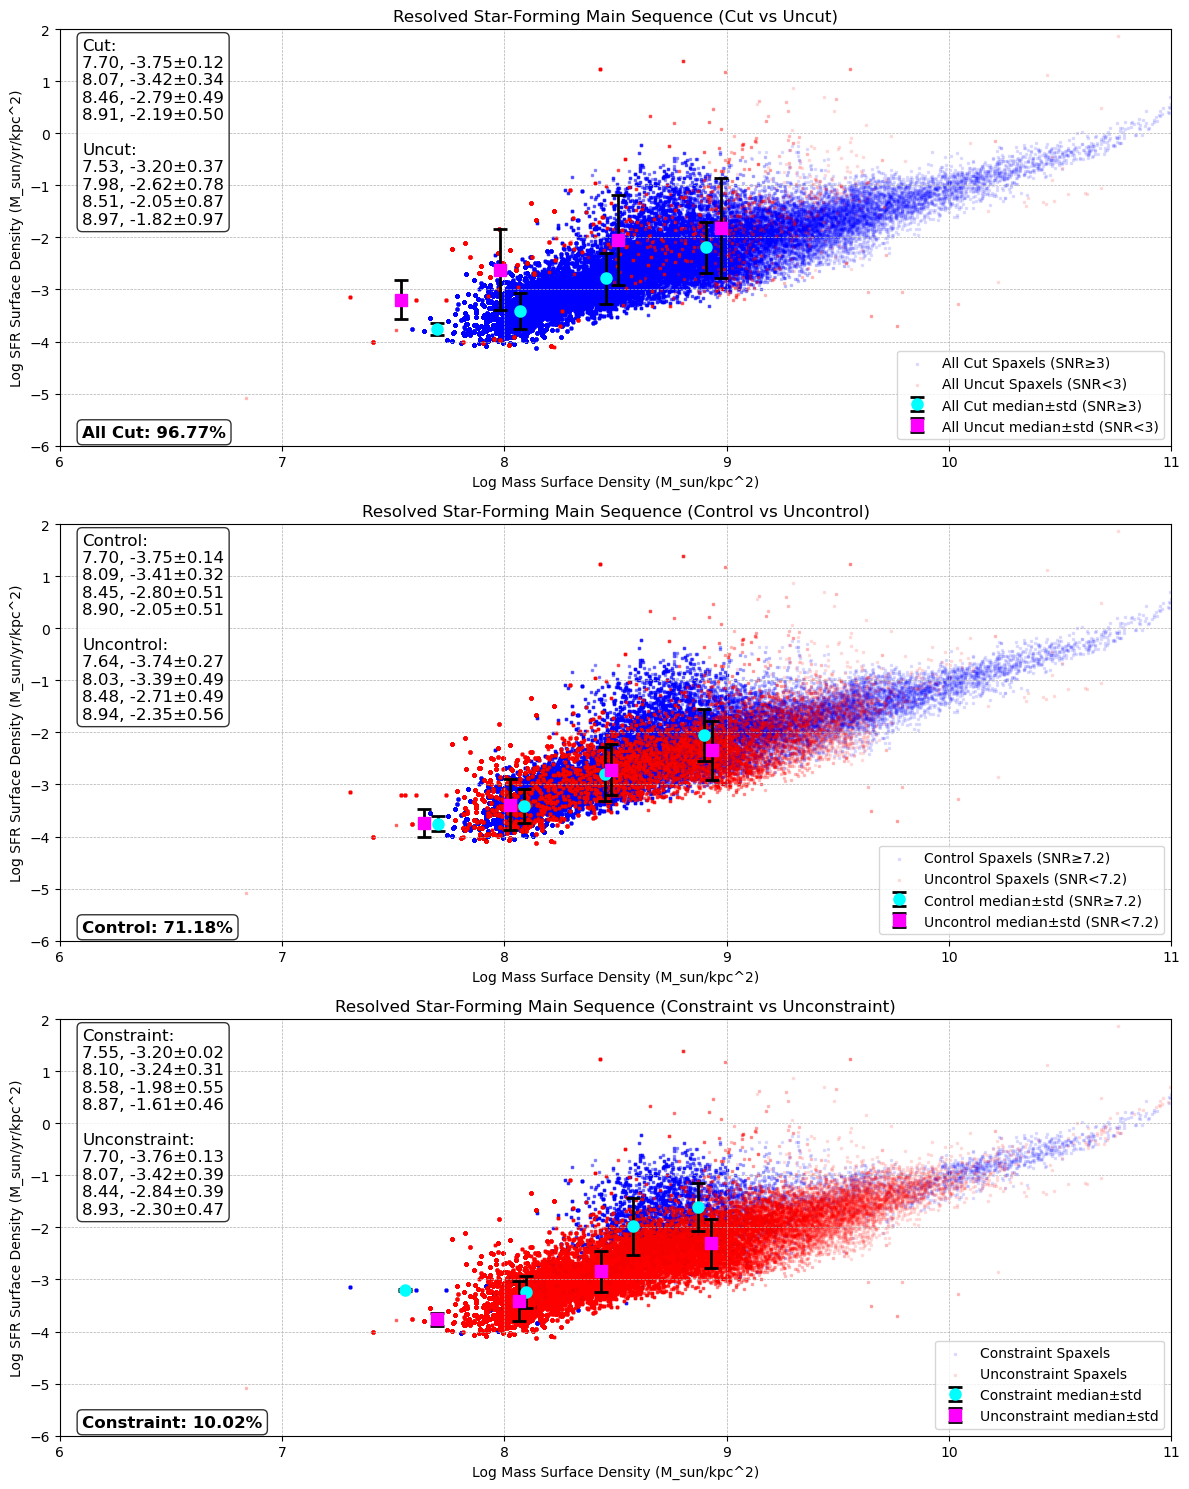 Resolved Star-Forming Main Sequence (Cut vs Uncut)
Log SFR Surface Density (M_sun/yr/kpc^2)
2
1
0
−1
−2
−3
−4
−5
−6
Cut:
7.70, -3.75±0.12
8.07, -3.42±0.34
8.46, -2.79±0.49
8.91, -2.19±0.50
Uncut:
7.53, -3.20±0.37
7.98, -2.62±0.78
8.51, -2.05±0.87
8.97, -1.82±0.97
All Cut: 96.77%
All Cut Spaxels (SNR≥3)
All Uncut Spaxels (SNR<3)
All Cut median±std (SNR≥3)
All Uncut median±std (SNR<3)
6 7 8 9 10 11
Log Mass Surface Density (M_sun/kpc^2)
Resolved Star-Forming Main Sequence (Control vs Uncontrol)
Log SFR Surface Density (M_sun/yr/kpc^2)
2
1
0
−1
−2
−3
−4
−5
−6
Control:
7.70, -3.75±0.14
8.09, -3.41±0.32
8.45, -2.80±0.51
8.90, -2.05±0.51
Uncontrol:
7.64, -3.74±0.27
8.03, -3.39±0.49
8.48, -2.71±0.49
8.94, -2.35±0.56
Control: 71.18%
Control Spaxels (SNR≥7.2)
Uncontrol Spaxels (SNR<7.2)
Control median±std (SNR≥7.2)
Uncontrol median±std (SNR<7.2)
6 7 8 9 10 11
Log Mass Surface Density (M_sun/kpc^2)
Resolved Star-Forming Main Sequence (Constraint vs Unconstraint)
Log SFR Surface Density (M_sun/yr/kpc^2)
2
1
0
−1
−2
−3
−4
−5
−6
Constraint:
7.55, -3.20±0.02
8.10, -3.24±0.31
8.58, -1.98±0.55
8.87, -1.61±0.46
Unconstraint:
7.70, -3.76±0.13
8.07, -3.42±0.39
8.44, -2.84±0.39
8.93, -2.30±0.47
Constraint: 10.02%
Constraint Spaxels
Unconstraint Spaxels
Constraint median±std
Unconstraint median±std
6 7 8 9 10 11
Log Mass Surface Density (M_sun/kpc^2)